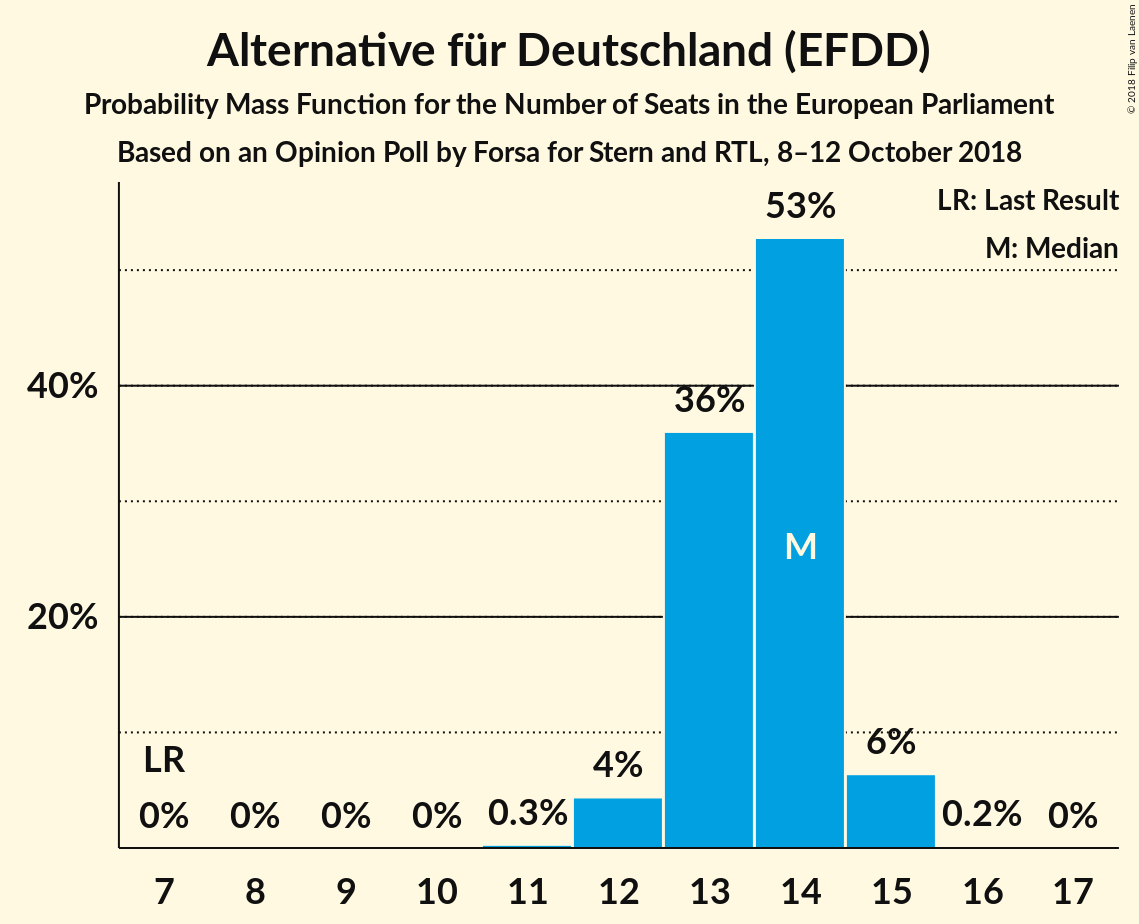 Alternative für Deutschland (EFDD)
Probability Mass Function for the Number of Seats in the European Parliament
Based on an Opinion Poll by Forsa for Stern and RTL, 8–12 October 2018
© 2018 Filip van Laenen
LR: Last Result
M: Median
53%
40%
36%
M
20%
LR
6%
4%
0% 0% 0% 0% 0.3% 0.2% 0%
7 8 9 10 11 12 13 14 15 16 17